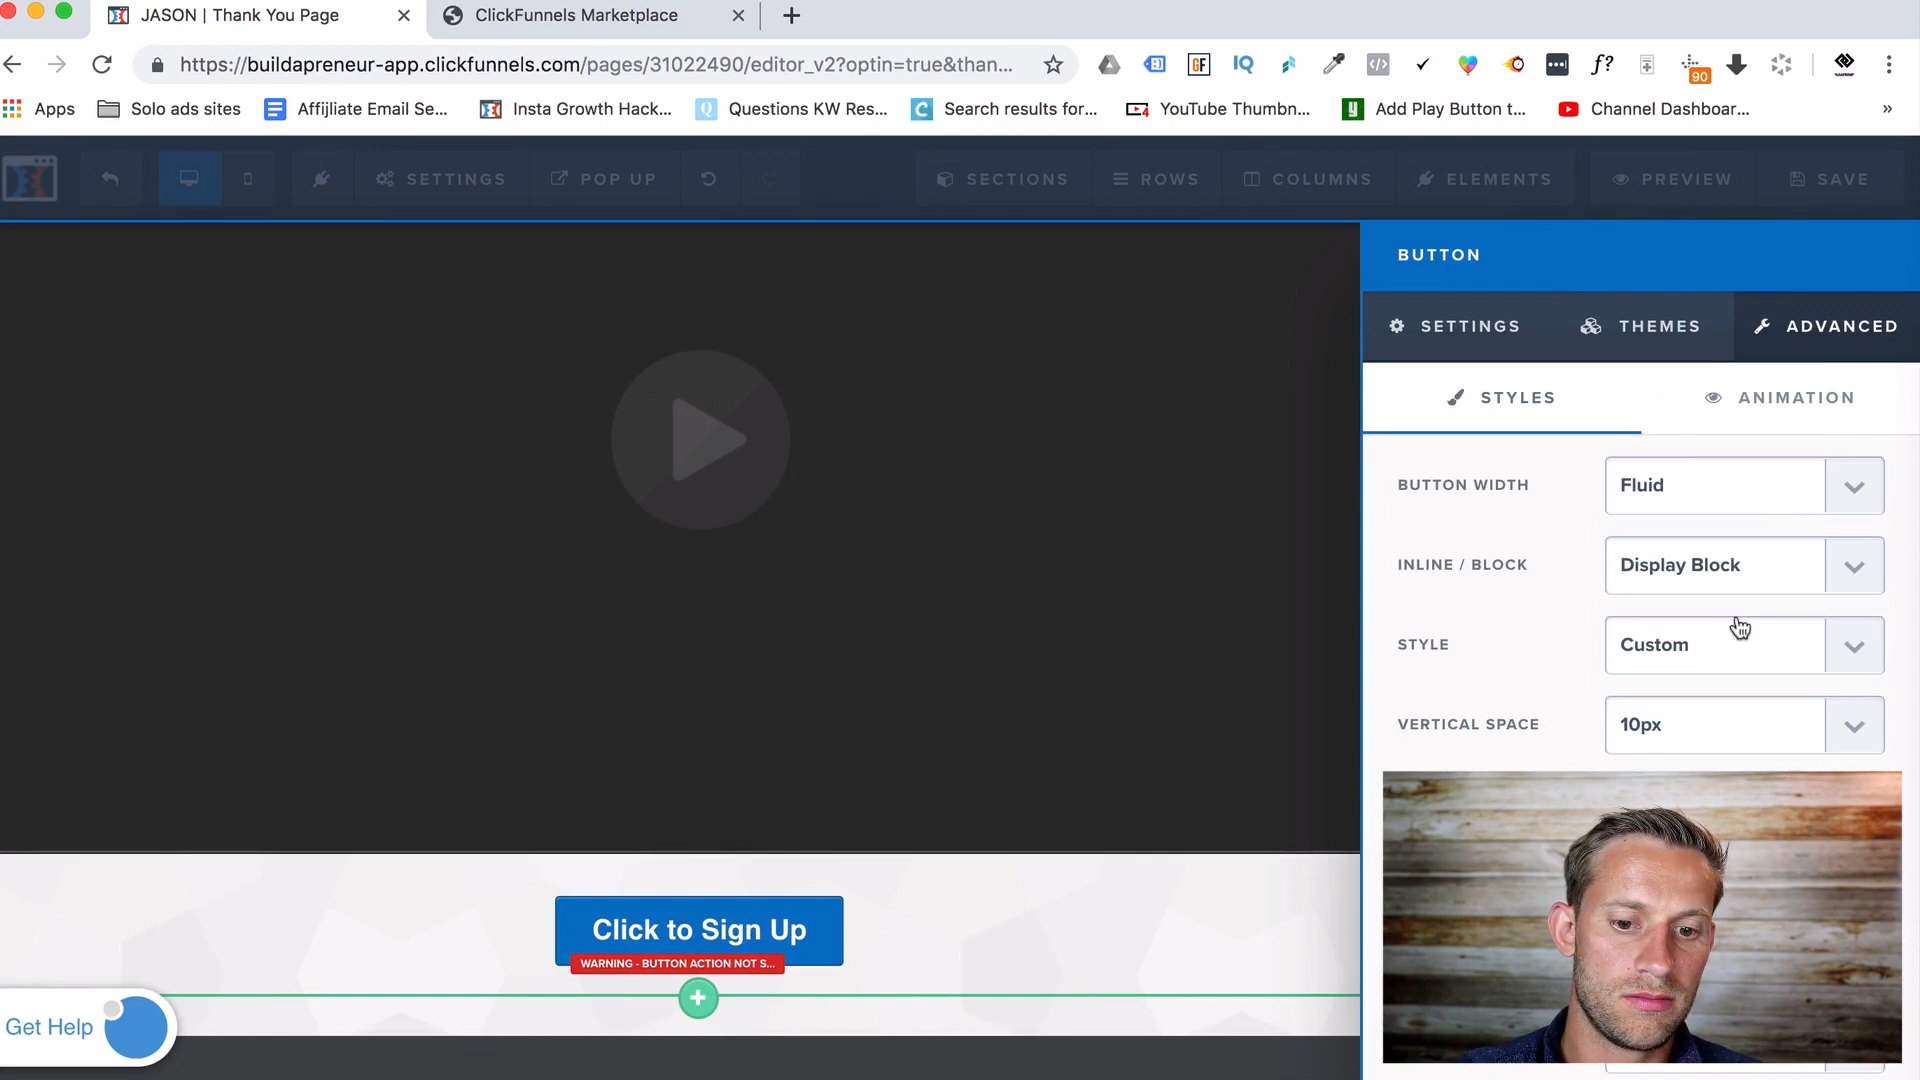 JASON | Thank You Page
ClickFunnels Marketplace
https://buildapreneur-app.clickfunnels.com/pages/31022490/editor_v2?optin=true&than...
GF
IQ
f?
90
Apps
Solo ads sites
Affijliate Email Se...
Insta Growth Hack...
Questions KW Res...
Search results for...
YouTube Thumbn...
Add Play Button t...
Channel Dashboar...
»
SETTINGS
POP UP
SECTIONS
ROWS
COLUMNS
ELEMENTS
PREVIEW
SAVE
BUTTON
SETTINGS
THEMES
ADVANCED
STYLES
ANIMATION
BUTTON WIDTH
Fluid
INLINE / BLOCK
Display Block
STYLE
Custom
VERTICAL SPACE
10px
Click to Sign Up
WARNING - BUTTON ACTION NOT S...
Get Help